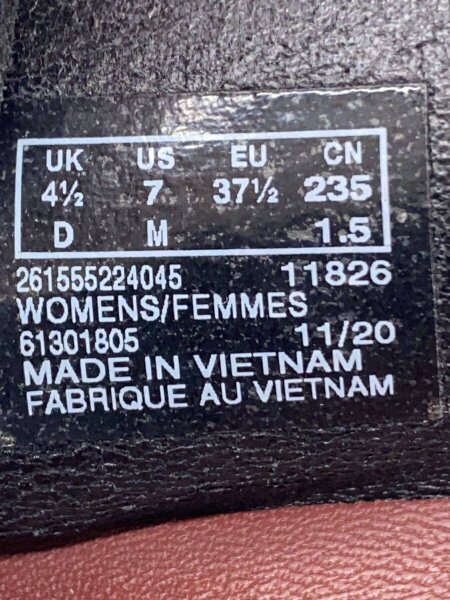 UK US EU CN
4½ 7 37½ 235
D M 1.5
261555224045 11826
WOMENS/FEMMES
61301805 11/20
MADE IN VIETNAM
FABRIQUE AU VIETNAM